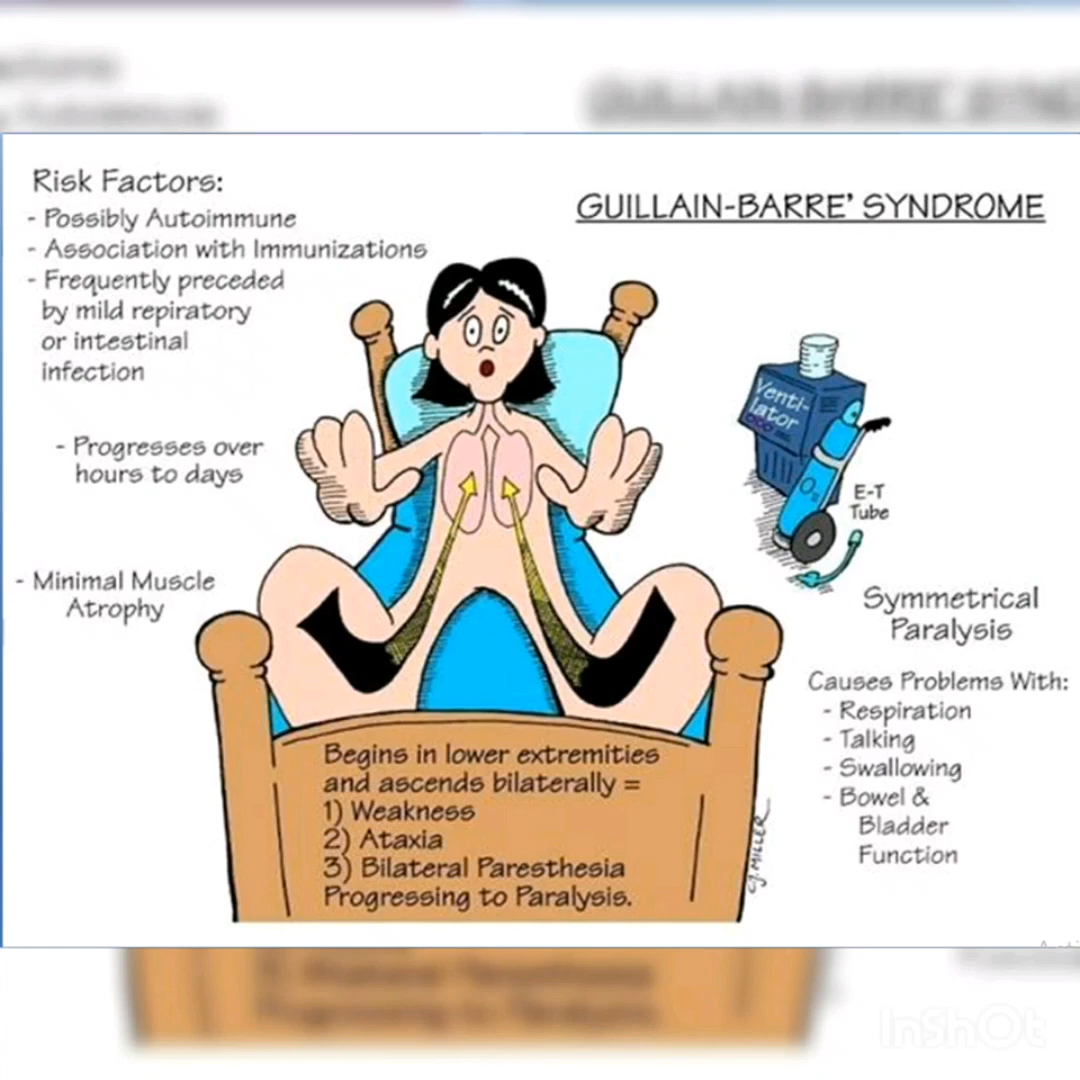 GUILLAIN-BARRE' SYNDROME
Risk Factors:
- Possibly Autoimmune
- Association with Immunizations
- Frequently preceded
by mild repiratory
or intestinal
infection
- Progresses over
hours to days
- Minimal Muscle
Atrophy
Venti-
lator
O₂
E-T
Tube
Symmetrical
Paralysis
Causes Problems With:
- Respiration
- Talking
- Swallowing
- Bowel &
Bladder
Function
Begins in lower extremities
and ascends bilaterally =
1) Weakness
2) Ataxia
3) Bilateral Paresthesia
Progressing to Paralysis.
CJ. MILLER
InShOt